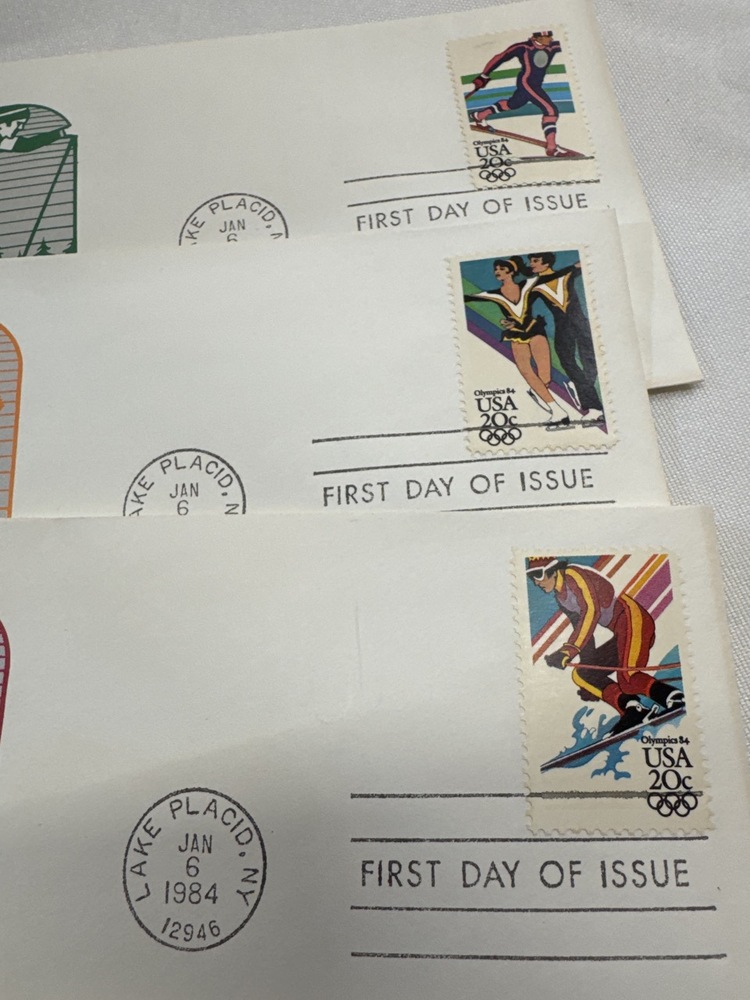 Olympics 84
USA
20c
LAKE PLACID, N
JAN
6
FIRST DAY OF ISSUE
Olympics 84
USA
20c
LAKE PLACID, N
JAN
6
FIRST DAY OF ISSUE
Olympics 84
USA
20c
LAKE PLACID, NY
JAN
6
1984
12946
FIRST DAY OF ISSUE